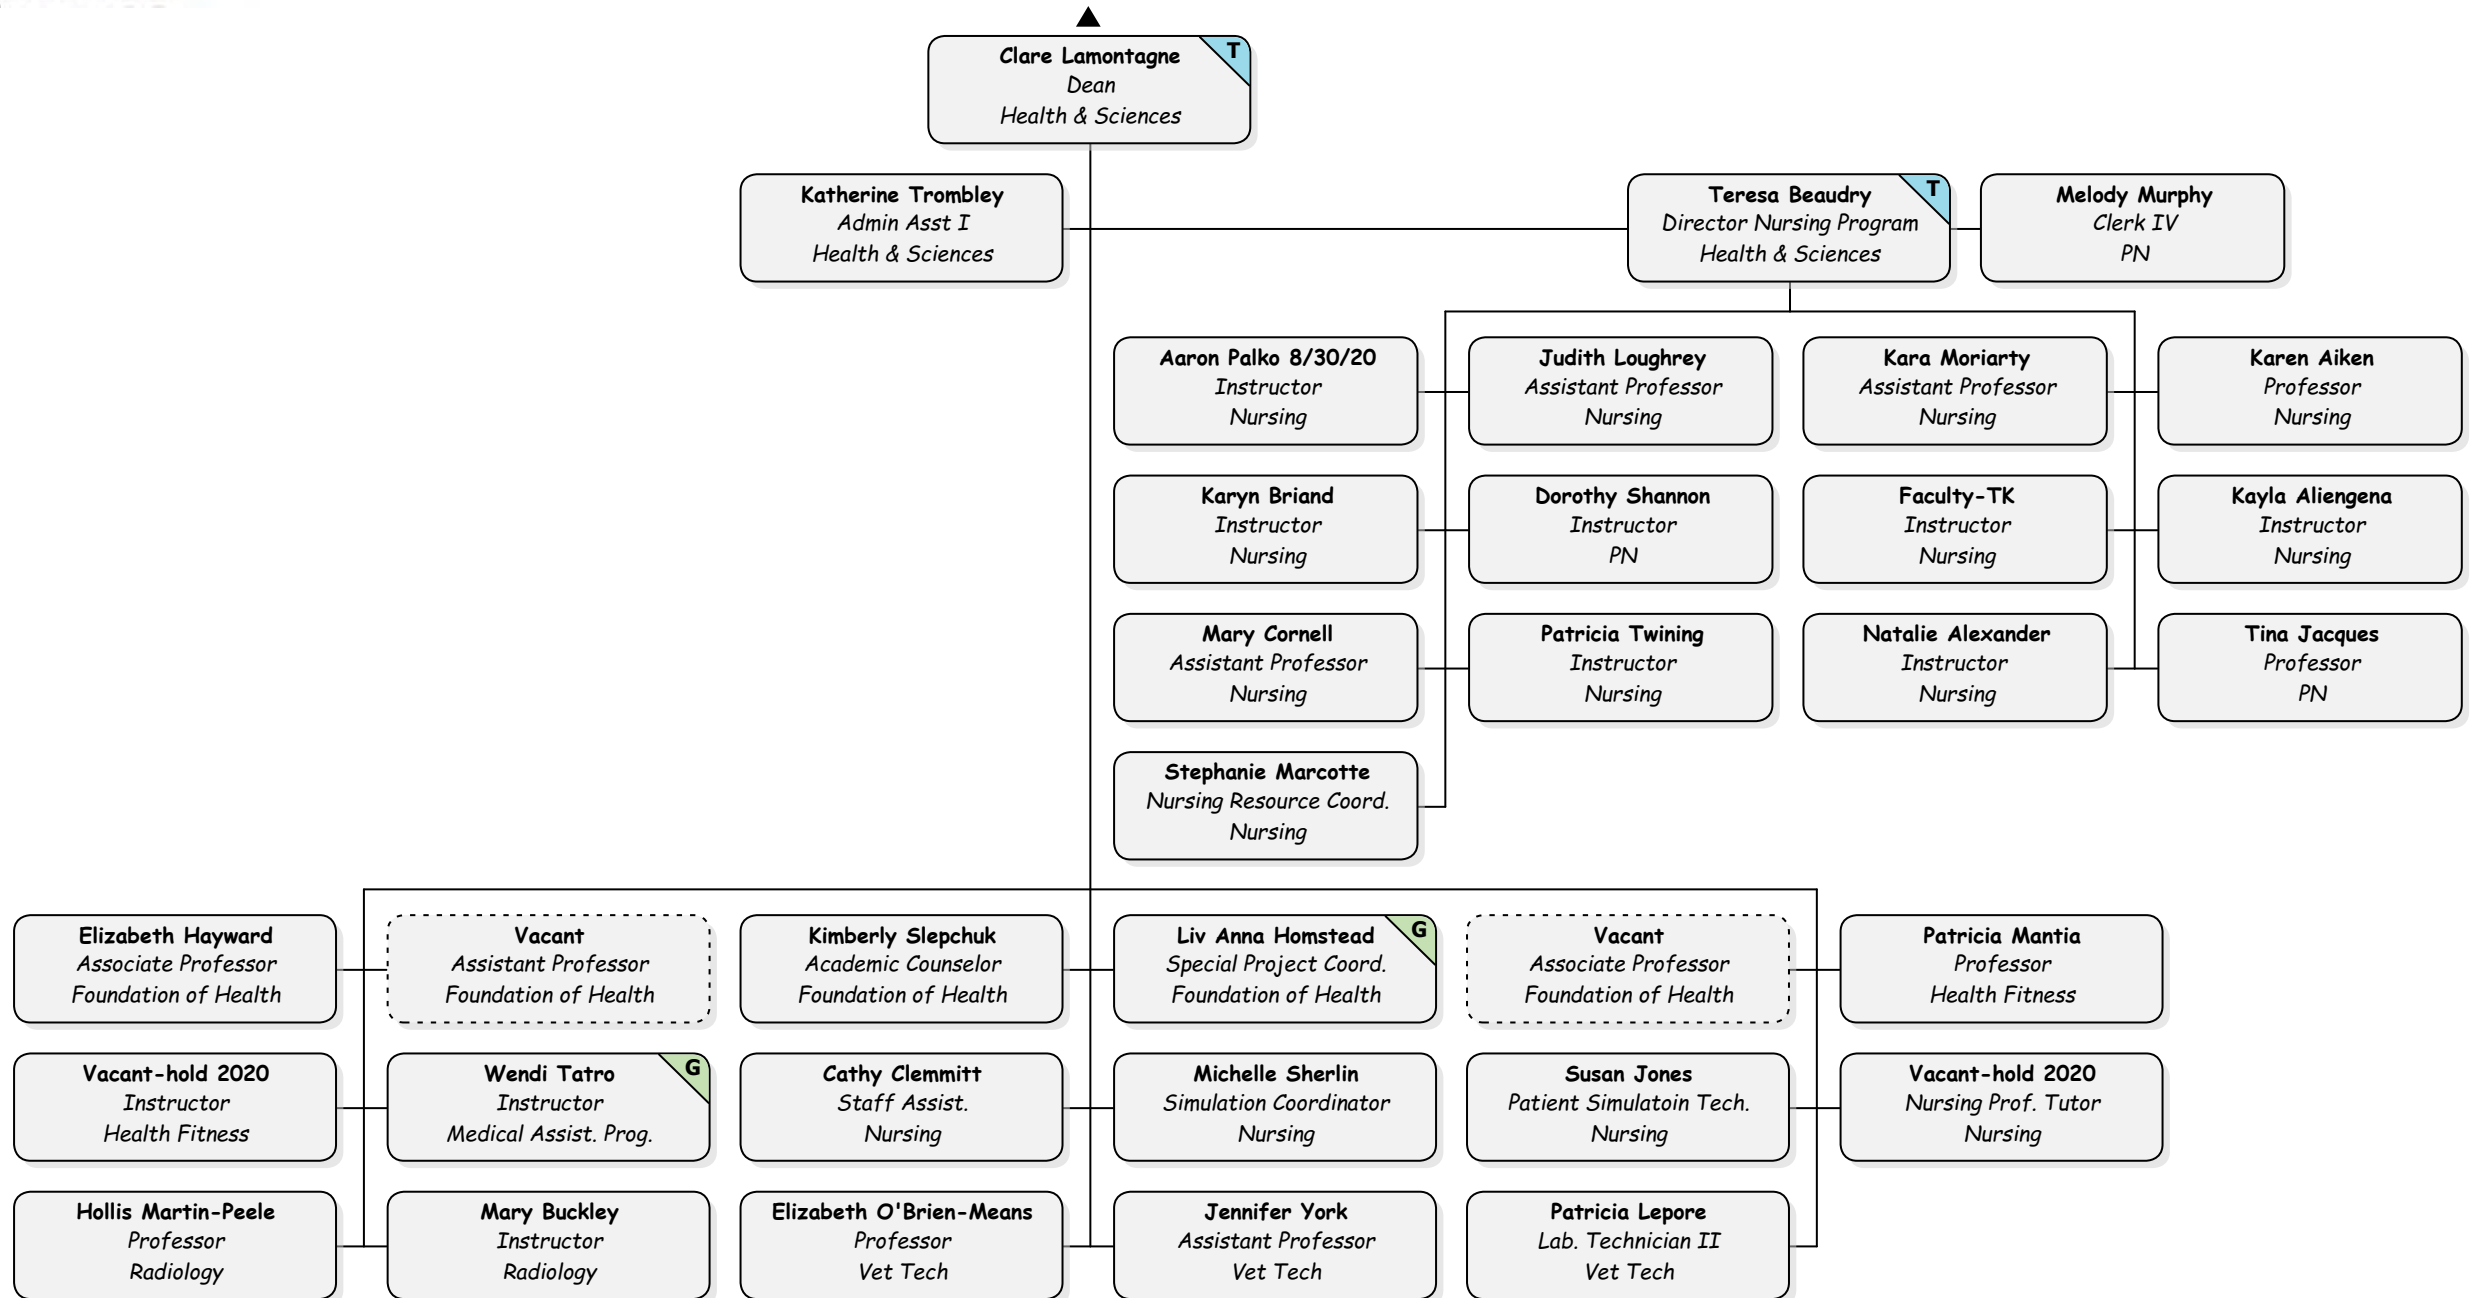 Clare Lamontagne
T
Dean
Health & Sciences
Katherine Trombley
Admin Asst I
Health & Sciences
Teresa Beaudry
T
Director Nursing Program
Health & Sciences
Melody Murphy
Clerk IV
PN
Aaron Palko 8/30/20
Instructor
Nursing
Judith Loughrey
Assistant Professor
Nursing
Kara Moriarty
Assistant Professor
Nursing
Karen Aiken
Professor
Nursing
Karyn Briand
Instructor
Nursing
Dorothy Shannon
Instructor
PN
Faculty-TK
Instructor
Nursing
Kayla Aliengena
Instructor
Nursing
Mary Cornell
Assistant Professor
Nursing
Patricia Twining
Instructor
Nursing
Natalie Alexander
Instructor
Nursing
Tina Jacques
Professor
PN
Stephanie Marcotte
Nursing Resource Coord.
Nursing
Elizabeth Hayward
Associate Professor
Foundation of Health
Vacant
Assistant Professor
Foundation of Health
Kimberly Slepchuk
Academic Counselor
Foundation of Health
Liv Anna Homstead
G
Special Project Coord.
Foundation of Health
Vacant
Associate Professor
Foundation of Health
Patricia Mantia
Professor
Health Fitness
Vacant-hold 2020
Instructor
Health Fitness
Wendi Tatro
G
Instructor
Medical Assist. Prog.
Cathy Clemmitt
Staff Assist.
Nursing
Michelle Sherlin
Simulation Coordinator
Nursing
Susan Jones
Patient Simulatoin Tech.
Nursing
Vacant-hold 2020
Nursing Prof. Tutor
Nursing
Hollis Martin-Peele
Professor
Radiology
Mary Buckley
Instructor
Radiology
Elizabeth O'Brien-Means
Professor
Vet Tech
Jennifer York
Assistant Professor
Vet Tech
Patricia Lepore
Lab. Technician II
Vet Tech